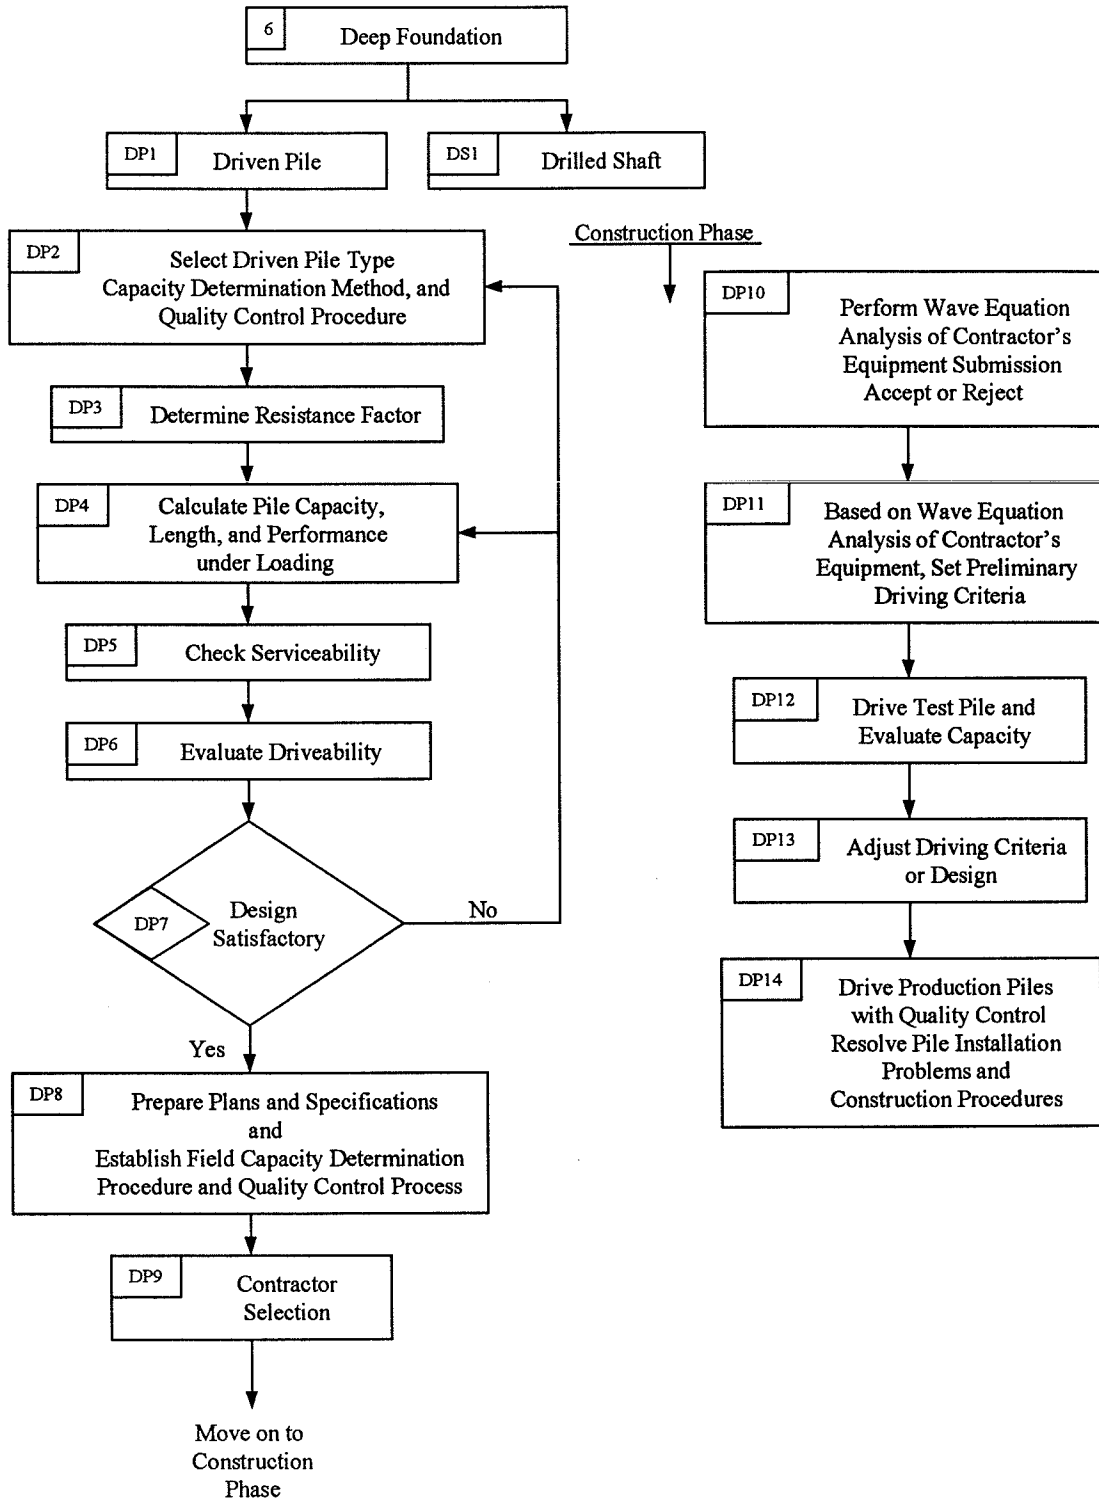 6
Deep Foundation
DP1
Driven Pile
DS1
Drilled Shaft
DP2
Select Driven Pile Type
Capacity Determination Method, and
Quality Control Procedure
DP3
Determine Resistance Factor
DP4
Calculate Pile Capacity,
Length, and Performance
under Loading
DP5
Check Serviceability
DP6
Evaluate Driveability
DP7
Design
Satisfactory
No
Yes
DP8
Prepare Plans and Specifications
and
Establish Field Capacity Determination
Procedure and Quality Control Process
DP9
Contractor
Selection
Move on to
Construction
Phase
Construction Phase
DP10
Perform Wave Equation
Analysis of Contractor's
Equipment Submission
Accept or Reject
DP11
Based on Wave Equation
Analysis of Contractor's
Equipment, Set Preliminary
Driving Criteria
DP12
Drive Test Pile and
Evaluate Capacity
DP13
Adjust Driving Criteria
or Design
DP14
Drive Production Piles
with Quality Control
Resolve Pile Installation
Problems and
Construction Procedures